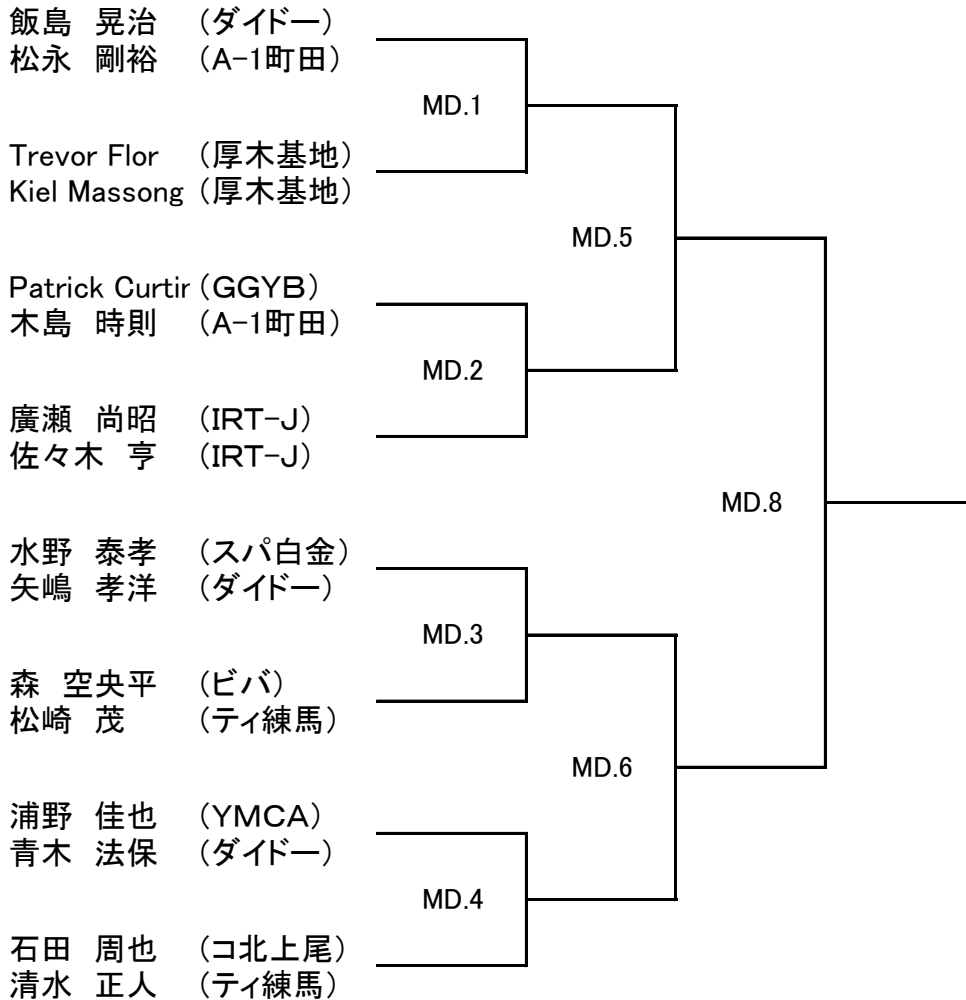 飯島 晃治 （ダイドー）
松永 剛裕 （A-1町田）
MD.1
Trevor Flor （厚木基地）
Kiel Massong （厚木基地）
MD.5
Patrick Curtir （GGYB）
木島 時則 （A-1町田）
MD.2
廣瀬 尚昭 （IRT-J）
佐々木 亨 （IRT-J）
MD.8
水野 泰孝 （スパ白金）
矢嶋 孝洋 （ダイドー）
MD.3
森 空央平 （ビバ）
松崎 茂 （ティ練馬）
MD.6
浦野 佳也 （YMCA）
青木 法保 （ダイドー）
MD.4
石田 周也 （コ北上尾）
清水 正人 （ティ練馬）